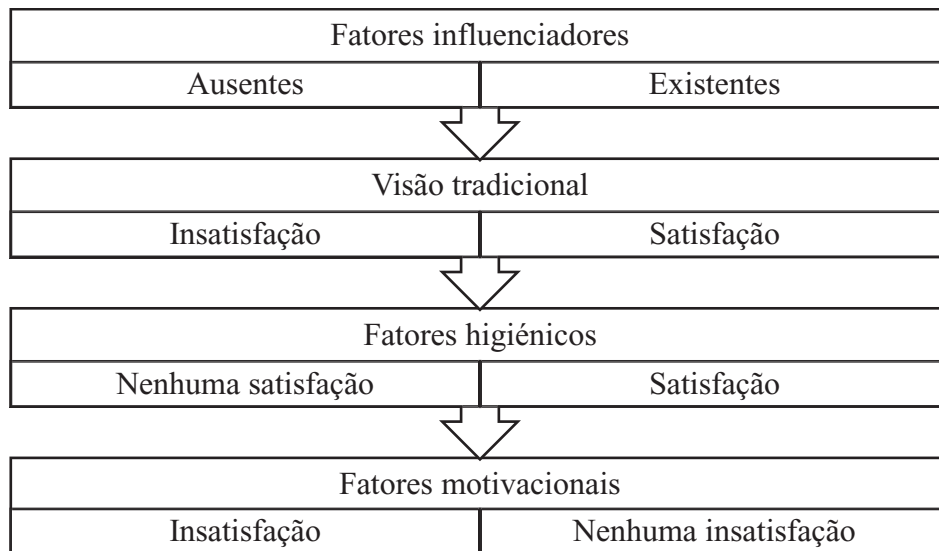 Fatores influenciadores
Ausentes Existentes
Visão tradicional
Insatisfação Satisfação
Fatores higiénicos
Nenhuma satisfação Satisfação
Fatores motivacionais
Insatisfação Nenhuma insatisfação